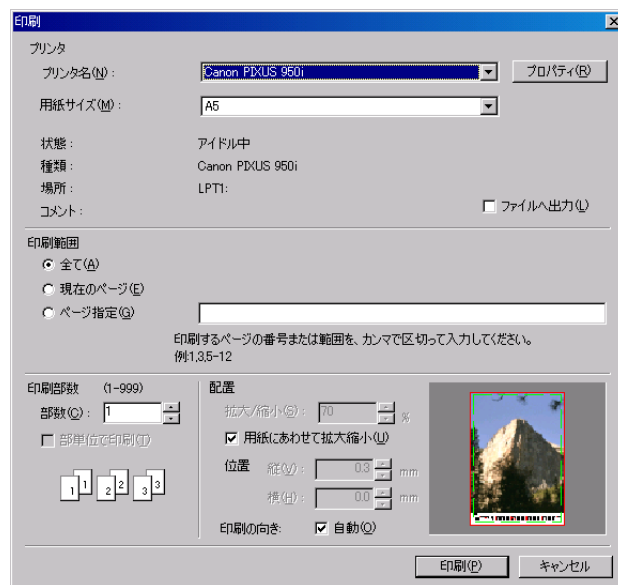 印刷
プリンタ
プリンタ名(N)： Canon PIXUS 950i プロパティ(R)
用紙サイズ(M)： A5
状態： アイドル中
種類： Canon PIXUS 950i
場所： LPT1:
コメント： ファイルへ出力(L)
印刷範囲
全て(A)
現在のページ(E)
ページ指定(G)
印刷するページの番号または範囲を、カンマで区切って入力してください。
例:1,3,5-12
印刷部数 (1-999) 配置
部数(C)： 1 拡大/縮小(S)： 70 %
部単位で印刷(T) 用紙にあわせて拡大縮小(U)
位置 縦(V)： 0.3 mm
1 1 2 2 3 3
横(H)： 0.0 mm
印刷の向き： 自動(O)
印刷(P) キャンセル